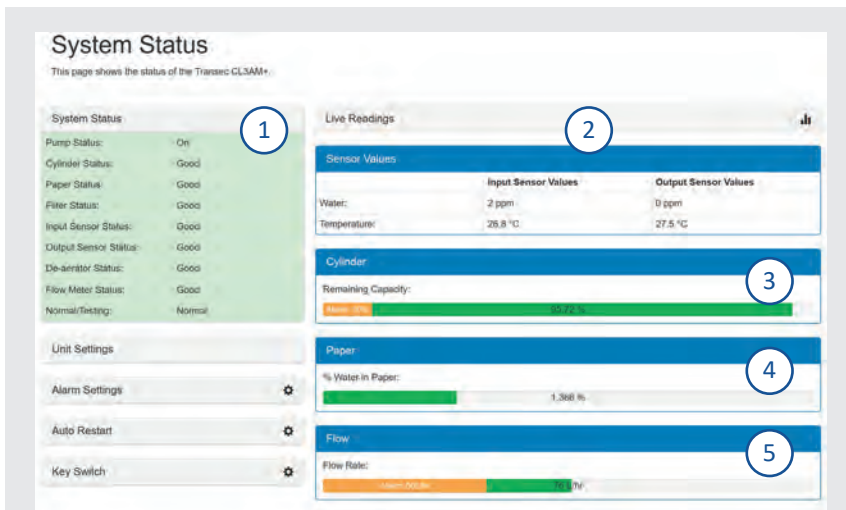 System Status
This page shows the status of the Transec CL3AM+.
System Status
1
Pump Status: On
Cylinder Status: Good
Paper Status: Good
Filter Status: Good
Input Sensor Status: Good
Output Sensor Status: Good
De-aerator Status: Good
Flow Meter Status: Good
Normal/Testing: Normal
Unit Settings
Alarm Settings
Auto Restart
Key Switch
Live Readings
2
Sensor Values
Input Sensor Values Output Sensor Values
Water: 2 ppm 0 ppm
Temperature: 26.8 °C 27.5 °C
Cylinder
3
Remaining Capacity:
95.72 %
Paper
4
% Water in Paper:
1.368 %
Flow
5
Flow Rate: